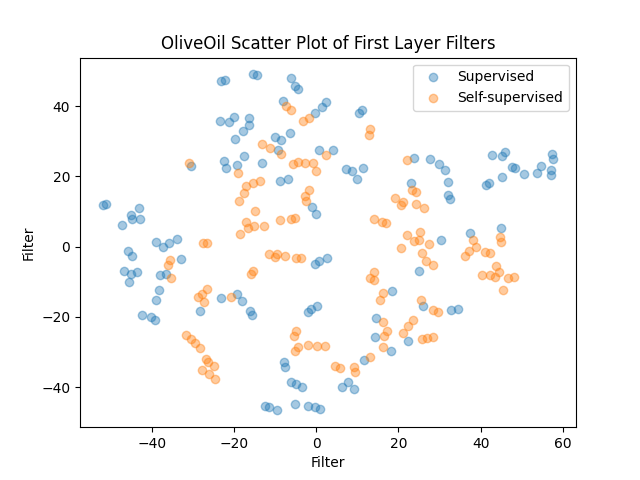 OliveOil Scatter Plot of First Layer Filters
Supervised
Self-supervised
40
20
0
−20
−40
Filter
−40 −20 0 20 40 60
Filter